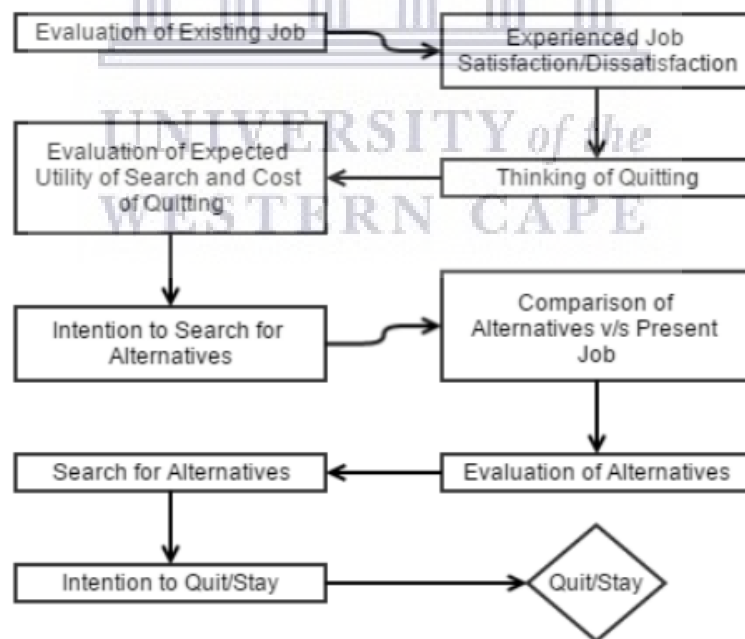 Evaluation of Existing Job
Experienced Job
Satisfaction/Dissatisfaction
UNIVERSITY of the
WESTERN CAPE
Thinking of Quitting
Evaluation of Expected
Utility of Search and Cost
of Quitting
Intention to Search for
Alternatives
Comparison of
Alternatives v/s Present
Job
Evaluation of Alternatives
Search for Alternatives
Intention to Quit/Stay
Quit/Stay